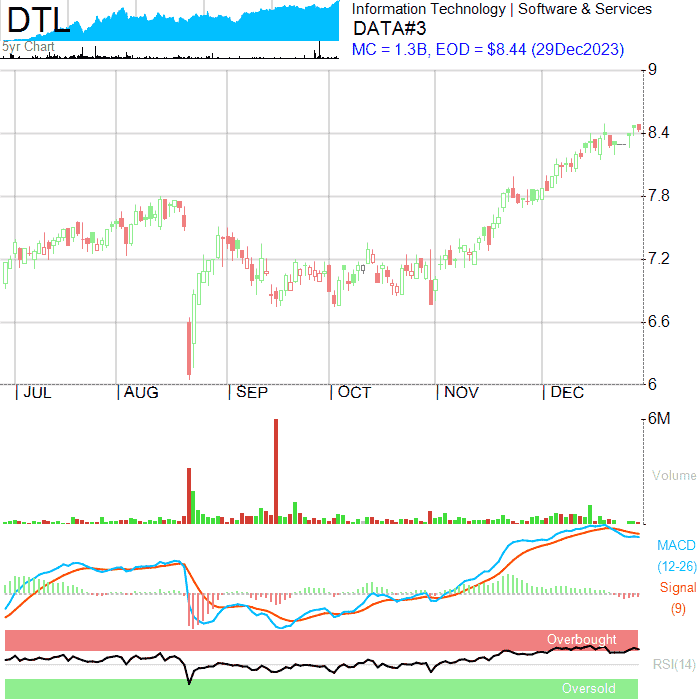 DTL
Information Technology | Software & Services
DATA#3
5yr Chart
MC = 1.3B, EOD = $8.44 (29Dec2023)
9
8.4
7.8
7.2
6.6
6
JUL AUG SEP OCT NOV DEC
6M
Volume
MACD
(12-26)
Signal
(9)
Overbought
RSI(14)
Oversold